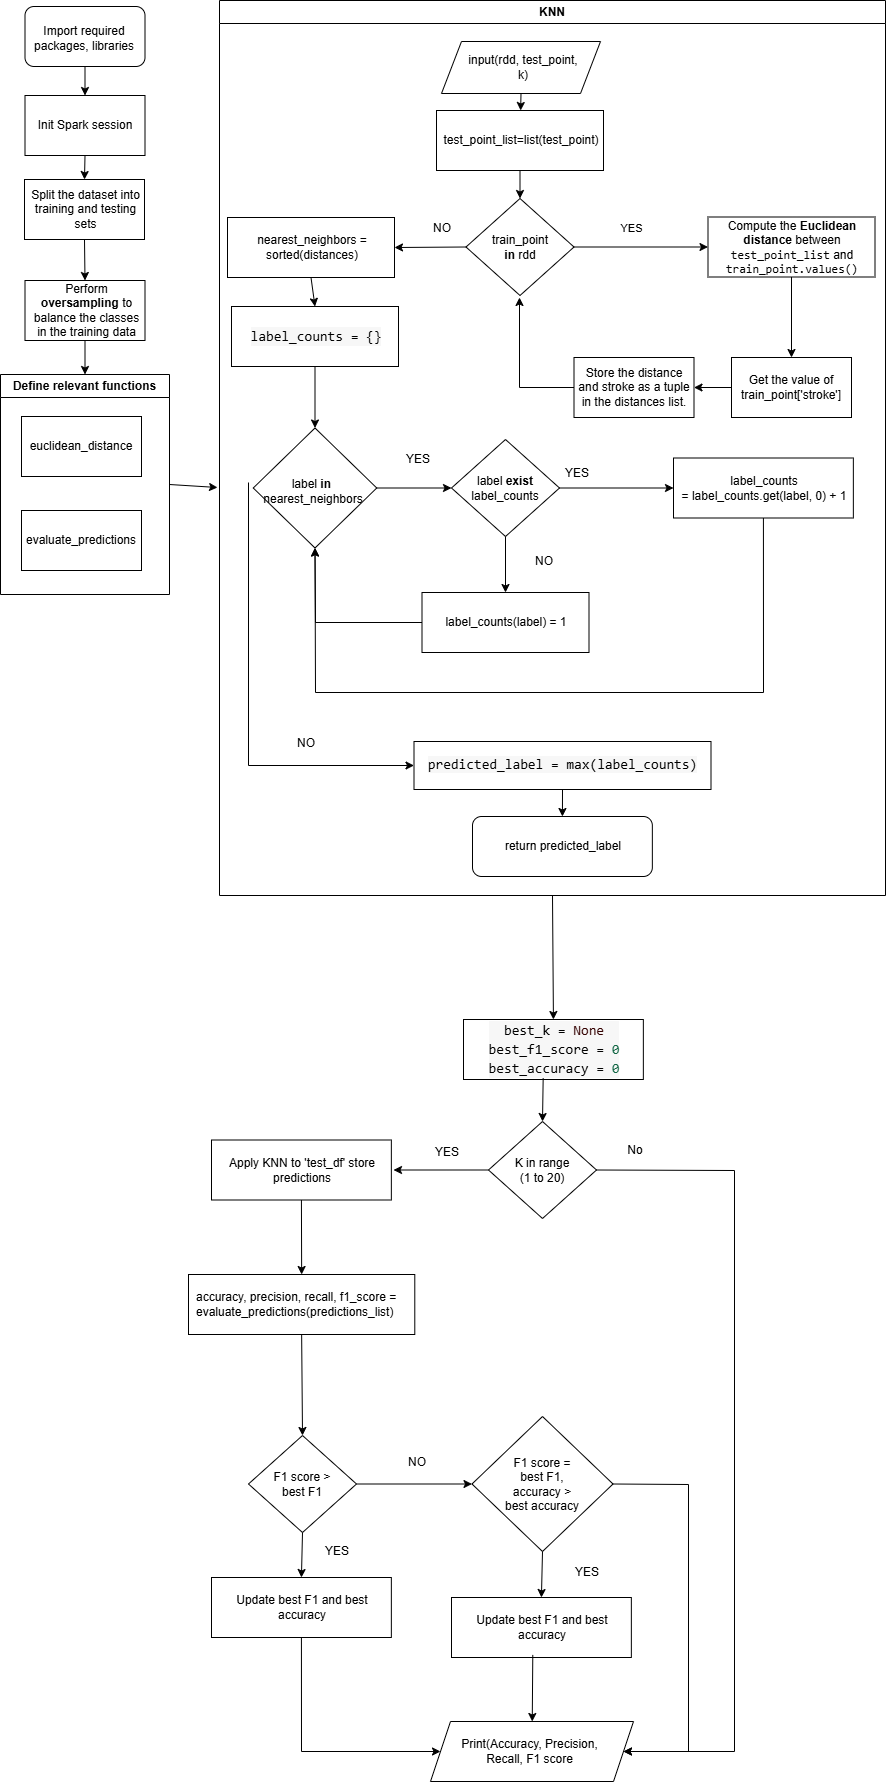 Import required
packages, libraries
Init Spark session
Split the dataset into
training and testing
sets
Perform
oversampling to
balance the classes
in the training data
Define relevant functions
euclidean_distance
evaluate_predictions
KNN
input(rdd, test_point,
k)
test_point_list=list(test_point)
train_point
in rdd
NO
YES
nearest_neighbors =
sorted(distances)
Compute the Euclidean
distance between
test_point_list and
train_point.values()
label_counts = {}
Store the distance
and stroke as a tuple
in the distances list.
Get the value of
train_point['stroke']
label in
nearest_neighbors
YES
label exist
label_counts
YES
label_counts
= label_counts.get(label, 0) + 1
NO
label_counts(label) = 1
NO
predicted_label = max(label_counts)
return predicted_label
best_k = None
best_f1_score = 0
best_accuracy = 0
K in range
(1 to 20)
YES
No
Apply KNN to 'test_df' store
predictions
accuracy, precision, recall, f1_score =
evaluate_predictions(predictions_list)
F1 score >
best F1
NO
F1 score =
best F1,
accuracy >
best accuracy
YES
YES
Update best F1 and best
accuracy
Update best F1 and best
accuracy
Print(Accuracy, Precision,
Recall, F1 score